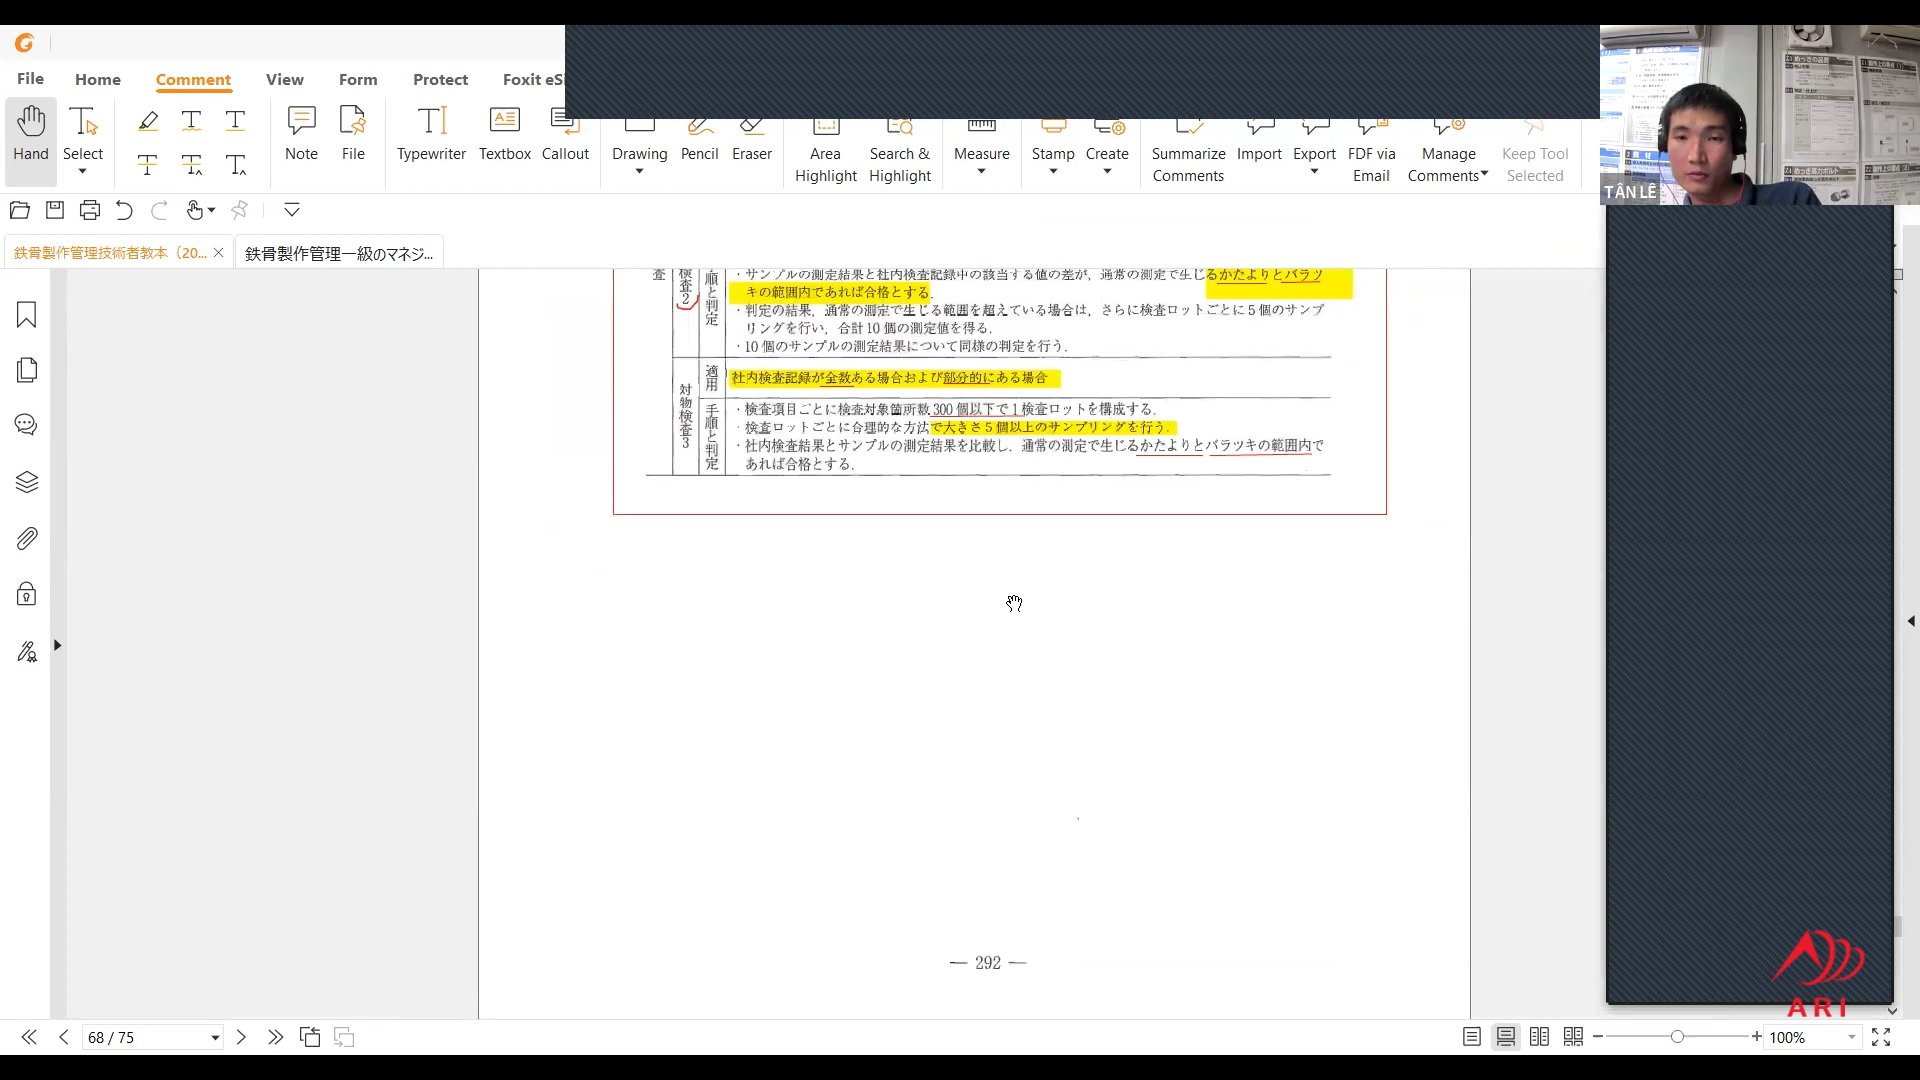 File Home Comment View Form Protect Foxit eSi
Hand Select Note File Typewriter Textbox Callout Drawing Pencil Eraser Area Highlight Search & Highlight Measure Stamp Create Summarize Comments Import Export FDF via Email Manage Comments Keep Tool Selected
TÂN LÊ
鉄骨製作管理技術者教本（20... 鉄骨製作管理一級のマネジ...
査
検査2
順と判定
・サンプルの測定結果と社内検査記録中の該当する値の差が，通常の測定で生じるかたよりとバラツ
キの範囲内であれば合格とする.
・判定の結果，通常の測定で生じる範囲を超えている場合は，さらに検査ロットごとに5個のサンプ
リングを行い，合計10個の測定値を得る.
・10個のサンプルの測定結果について同様の判定を行う.
対物検査3
適用
社内検査記録が全数ある場合および部分的にある場合
手順と判定
・検査項目ごとに検査対象箇所数300個以下で1検査ロットを構成する.
・検査ロットごとに合理的な方法で大きさ5個以上のサンプリングを行う.
・社内検査結果とサンプルの測定結果を比較し，通常の測定で生じるかたよりとバラツキの範囲内で
あれば合格とする.
— 292 —
ARI
68 / 75
100%